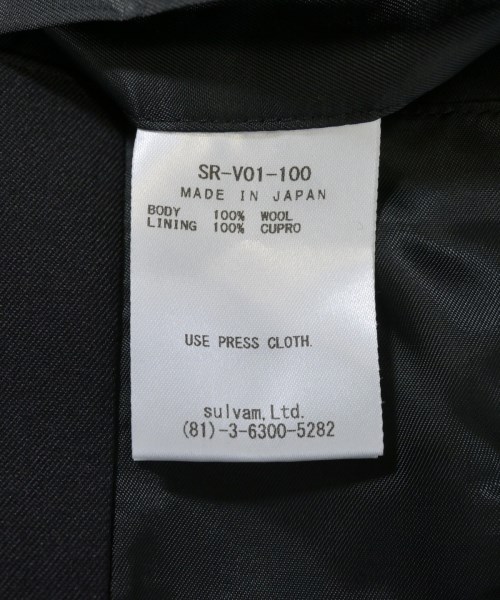 SR-V01-100
MADE IN JAPAN
BODY 100% WOOL
LINING 100% CUPRO
USE PRESS CLOTH.
sulvam,Ltd.
(81)-3-6300-5282